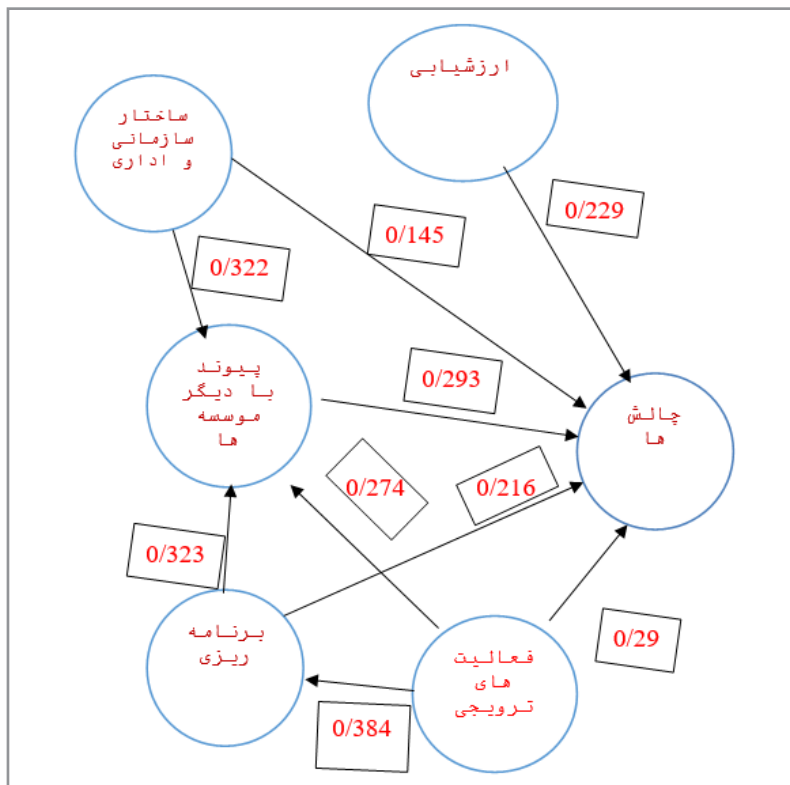 ارزشیابی
ساختار
سازمانی
و اداری
0/229
0/145
0/322
پیوند
با دیگر
موسسه
ها
0/293
چالش
ها
0/274
0/216
0/323
برنامه
ریزی
فعالیت
های
ترویجی
0/29
0/384